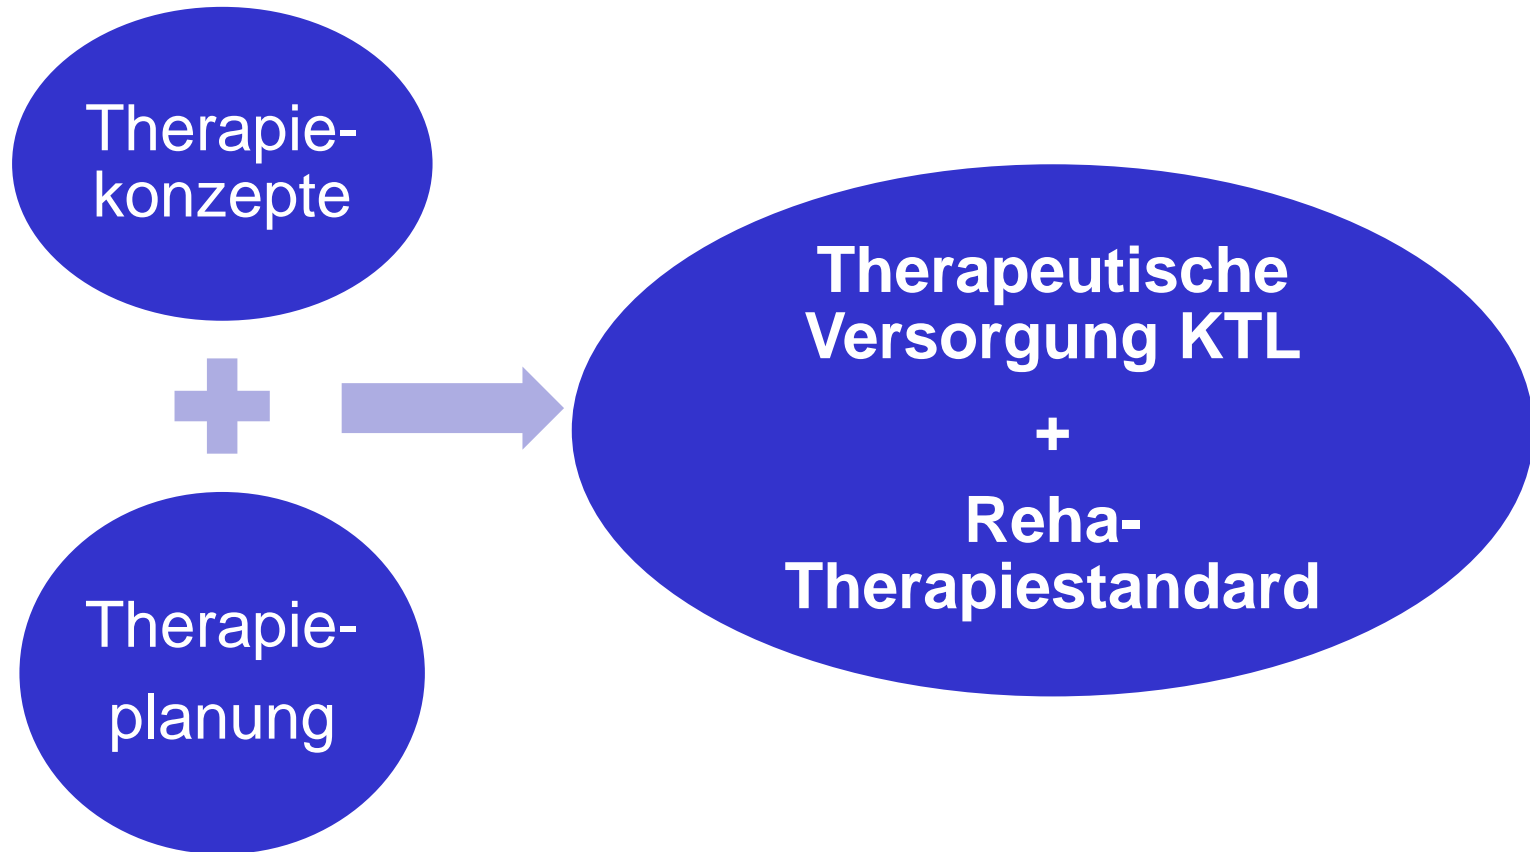 Therapie-
konzepte
Therapie-
planung
Therapeutische
Versorgung KTL
+
Reha-
Therapiestandard